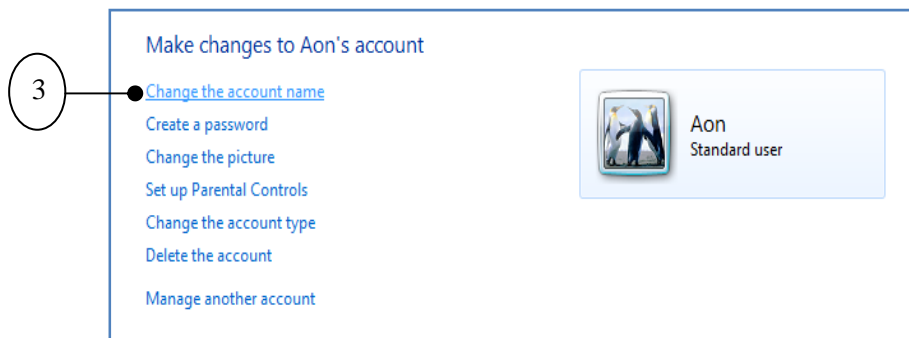 Make changes to Aon's account
3
Change the account name
Create a password
Change the picture
Set up Parental Controls
Change the account type
Delete the account
Manage another account
Aon
Standard user